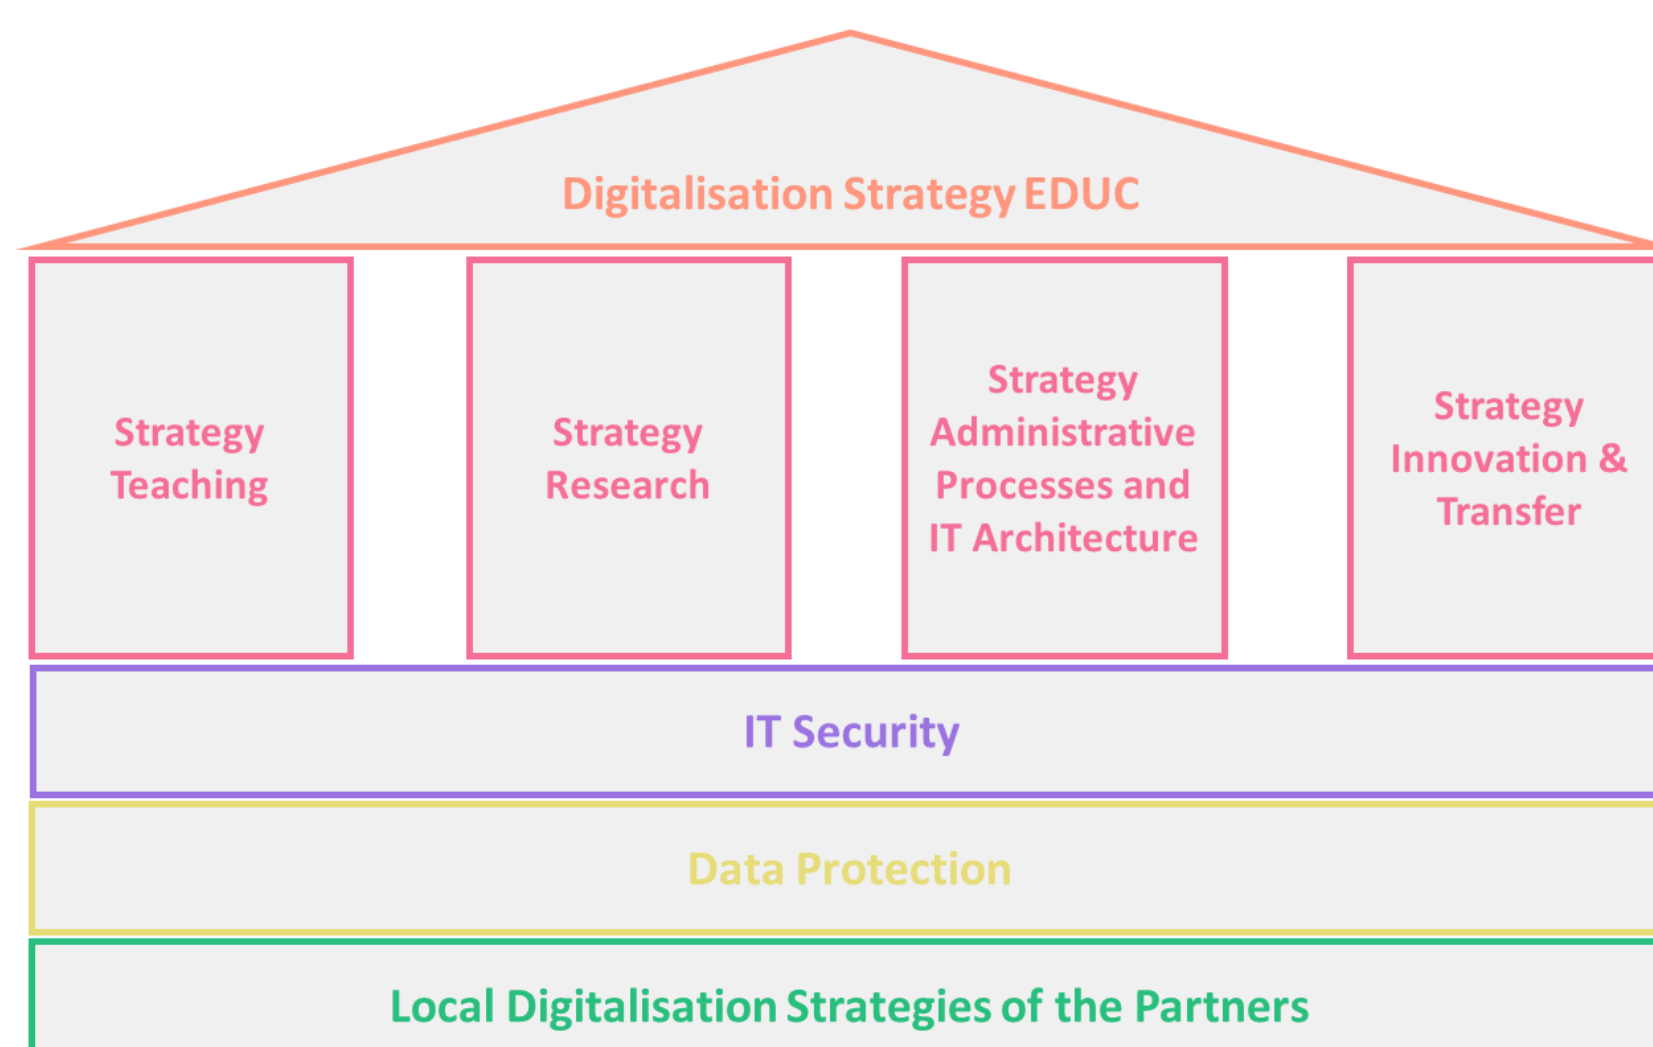 Digitalisation Strategy EDUC
Strategy
Teaching
Strategy
Research
Strategy
Administrative
Processes and
IT Architecture
Strategy
Innovation &
Transfer
IT Security
Data Protection
Local Digitalisation Strategies of the Partners